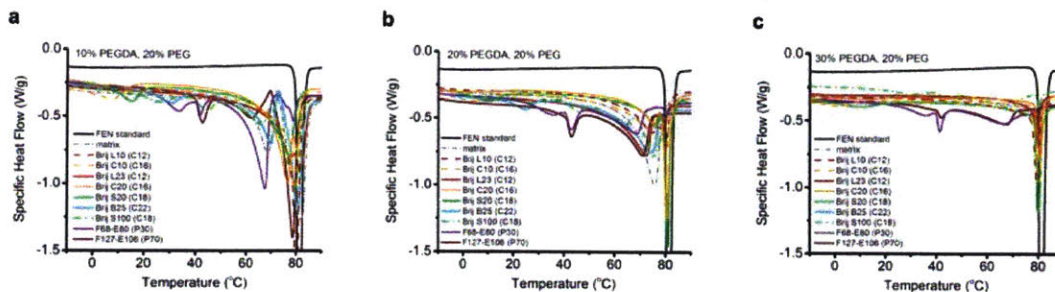 a
10% PEGDA, 20% PEG
0.0
-0.5
-1.0
-1.5
Specific Heat Flow (W/g)
FEN standard
matrix
Brij L10 (C12)
Brij C10 (C16)
Brij L23 (C12)
Brij C20 (C16)
Brij S20 (C18)
Brij B25 (C22)
Brij S100 (C18)
F68-E80 (P30)
F127-E106 (P70)
0 20 40 60 80
Temperature (°C)
b
20% PEGDA, 20% PEG
0.0
-0.5
-1.0
-1.5
Specific Heat Flow (W/g)
FEN standard
matrix
Brij L10 (C12)
Brij C10 (C16)
Brij L23 (C12)
Brij C20 (C16)
Brij S20 (C18)
Brij B25 (C22)
Brij S100 (C18)
F68-E80 (P30)
F127-E106 (P70)
0 20 40 60 80
Temperature (°C)
c
30% PEGDA, 20% PEG
0.0
-0.5
-1.0
-1.5
Specific Heat Flow (W/g)
FEN standard
matrix
Brij L10 (C12)
Brij C10 (C16)
Brij L23 (C12)
Brij C20 (C16)
Brij S20 (C18)
Brij B25 (C22)
Brij S100 (C18)
F68-E80 (P30)
F127-E106 (P70)
0 20 40 60 80
Temperature (°C)